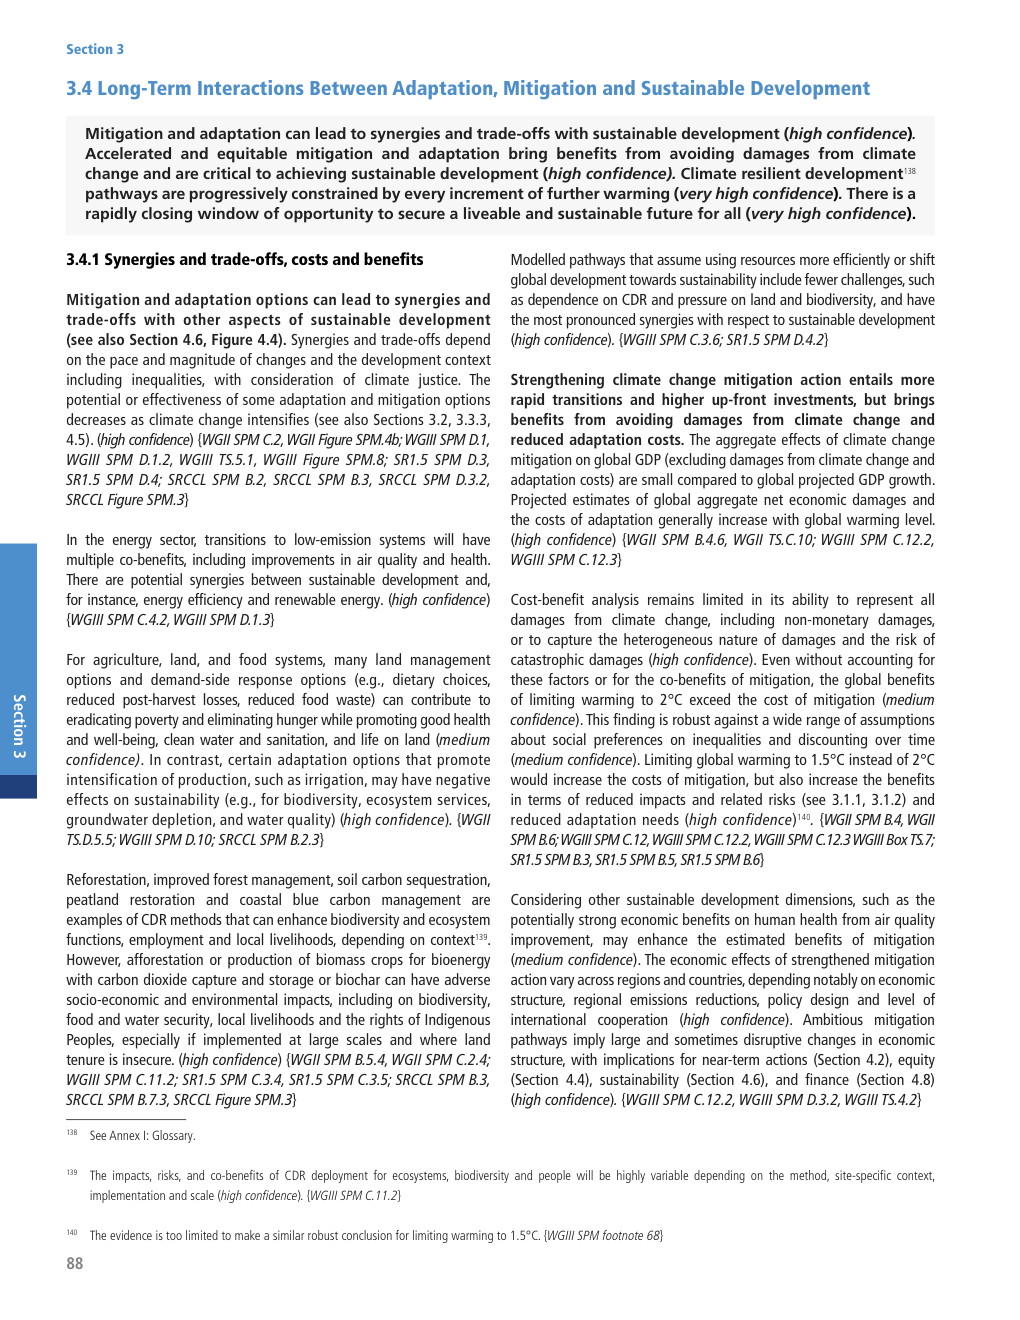 Section 3
3.4 Long-Term Interactions Between Adaptation, Mitigation and Sustainable Development
Mitigation and adaptation can lead to synergies and trade-offs with sustainable development (high confidence).
Accelerated and equitable mitigation and adaptation bring benefits from avoiding damages from climate
change and are critical to achieving sustainable development (high confidence). Climate resilient development138
pathways are progressively constrained by every increment of further warming (very high confidence). There is a
rapidly closing window of opportunity to secure a liveable and sustainable future for all (very high confidence).
3.4.1 Synergies and trade-offs, costs and benefits
Mitigation and adaptation options can lead to synergies and
trade-offs with other aspects of sustainable development
(see also Section 4.6, Figure 4.4). Synergies and trade-offs depend
on the pace and magnitude of changes and the development context
including inequalities, with consideration of climate justice. The
potential or effectiveness of some adaptation and mitigation options
decreases as climate change intensifies (see also Sections 3.2, 3.3.3,
4.5). (high confidence) {WGII SPM C.2, WGII Figure SPM.4b; WGIII SPM D.1,
WGIII SPM D.1.2, WGIII TS.5.1, WGIII Figure SPM.8; SR1.5 SPM D.3,
SR1.5 SPM D.4; SRCCL SPM B.2, SRCCL SPM B.3, SRCCL SPM D.3.2,
SRCCL Figure SPM.3}
In the energy sector, transitions to low-emission systems will have
multiple co-benefits, including improvements in air quality and health.
There are potential synergies between sustainable development and,
for instance, energy efficiency and renewable energy. (high confidence)
{WGIII SPM C.4.2, WGIII SPM D.1.3}
For agriculture, land, and food systems, many land management
options and demand-side response options (e.g., dietary choices,
reduced post-harvest losses, reduced food waste) can contribute to
eradicating poverty and eliminating hunger while promoting good health
and well-being, clean water and sanitation, and life on land (medium
confidence). In contrast, certain adaptation options that promote
intensification of production, such as irrigation, may have negative
effects on sustainability (e.g., for biodiversity, ecosystem services,
groundwater depletion, and water quality) (high confidence). {WGII
TS.D.5.5; WGIII SPM D.10; SRCCL SPM B.2.3}
Reforestation, improved forest management, soil carbon sequestration,
peatland restoration and coastal blue carbon management are
examples of CDR methods that can enhance biodiversity and ecosystem
functions, employment and local livelihoods, depending on context139.
However, afforestation or production of biomass crops for bioenergy
with carbon dioxide capture and storage or biochar can have adverse
socio-economic and environmental impacts, including on biodiversity,
food and water security, local livelihoods and the rights of Indigenous
Peoples, especially if implemented at large scales and where land
tenure is insecure. (high confidence) {WGII SPM B.5.4, WGII SPM C.2.4;
WGIII SPM C.11.2; SR1.5 SPM C.3.4, SR1.5 SPM C.3.5; SRCCL SPM B.3,
SRCCL SPM B.7.3, SRCCL Figure SPM.3}
Modelled pathways that assume using resources more efficiently or shift
global development towards sustainability include fewer challenges, such
as dependence on CDR and pressure on land and biodiversity, and have
the most pronounced synergies with respect to sustainable development
(high confidence). {WGIII SPM C.3.6; SR1.5 SPM D.4.2}
Strengthening climate change mitigation action entails more
rapid transitions and higher up-front investments, but brings
benefits from avoiding damages from climate change and
reduced adaptation costs. The aggregate effects of climate change
mitigation on global GDP (excluding damages from climate change and
adaptation costs) are small compared to global projected GDP growth.
Projected estimates of global aggregate net economic damages and
the costs of adaptation generally increase with global warming level.
(high confidence) {WGII SPM B.4.6, WGII TS.C.10; WGIII SPM C.12.2,
WGIII SPM C.12.3}
Cost-benefit analysis remains limited in its ability to represent all
damages from climate change, including non-monetary damages,
or to capture the heterogeneous nature of damages and the risk of
catastrophic damages (high confidence). Even without accounting for
these factors or for the co-benefits of mitigation, the global benefits
of limiting warming to 2°C exceed the cost of mitigation (medium
confidence). This finding is robust against a wide range of assumptions
about social preferences on inequalities and discounting over time
(medium confidence). Limiting global warming to 1.5°C instead of 2°C
would increase the costs of mitigation, but also increase the benefits
in terms of reduced impacts and related risks (see 3.1.1, 3.1.2) and
reduced adaptation needs (high confidence)140. {WGII SPM B.4, WGII
SPM B.6; WGIII SPM C.12, WGIII SPM C.12.2, WGIII SPM C.12.3 WGIII Box TS.7;
SR1.5 SPM B.3, SR1.5 SPM B.5, SR1.5 SPM B.6}
Considering other sustainable development dimensions, such as the
potentially strong economic benefits on human health from air quality
improvement, may enhance the estimated benefits of mitigation
(medium confidence). The economic effects of strengthened mitigation
action vary across regions and countries, depending notably on economic
structure, regional emissions reductions, policy design and level of
international cooperation (high confidence). Ambitious mitigation
pathways imply large and sometimes disruptive changes in economic
structure, with implications for near-term actions (Section 4.2), equity
(Section 4.4), sustainability (Section 4.6), and finance (Section 4.8)
(high confidence). {WGIII SPM C.12.2, WGIII SPM D.3.2, WGIII TS.4.2}
Section 3
138 See Annex I: Glossary.
139 The impacts, risks, and co-benefits of CDR deployment for ecosystems, biodiversity and people will be highly variable depending on the method, site-specific context,
implementation and scale (high confidence). {WGIII SPM C.11.2}
140 The evidence is too limited to make a similar robust conclusion for limiting warming to 1.5°C. {WGIII SPM footnote 68}
88